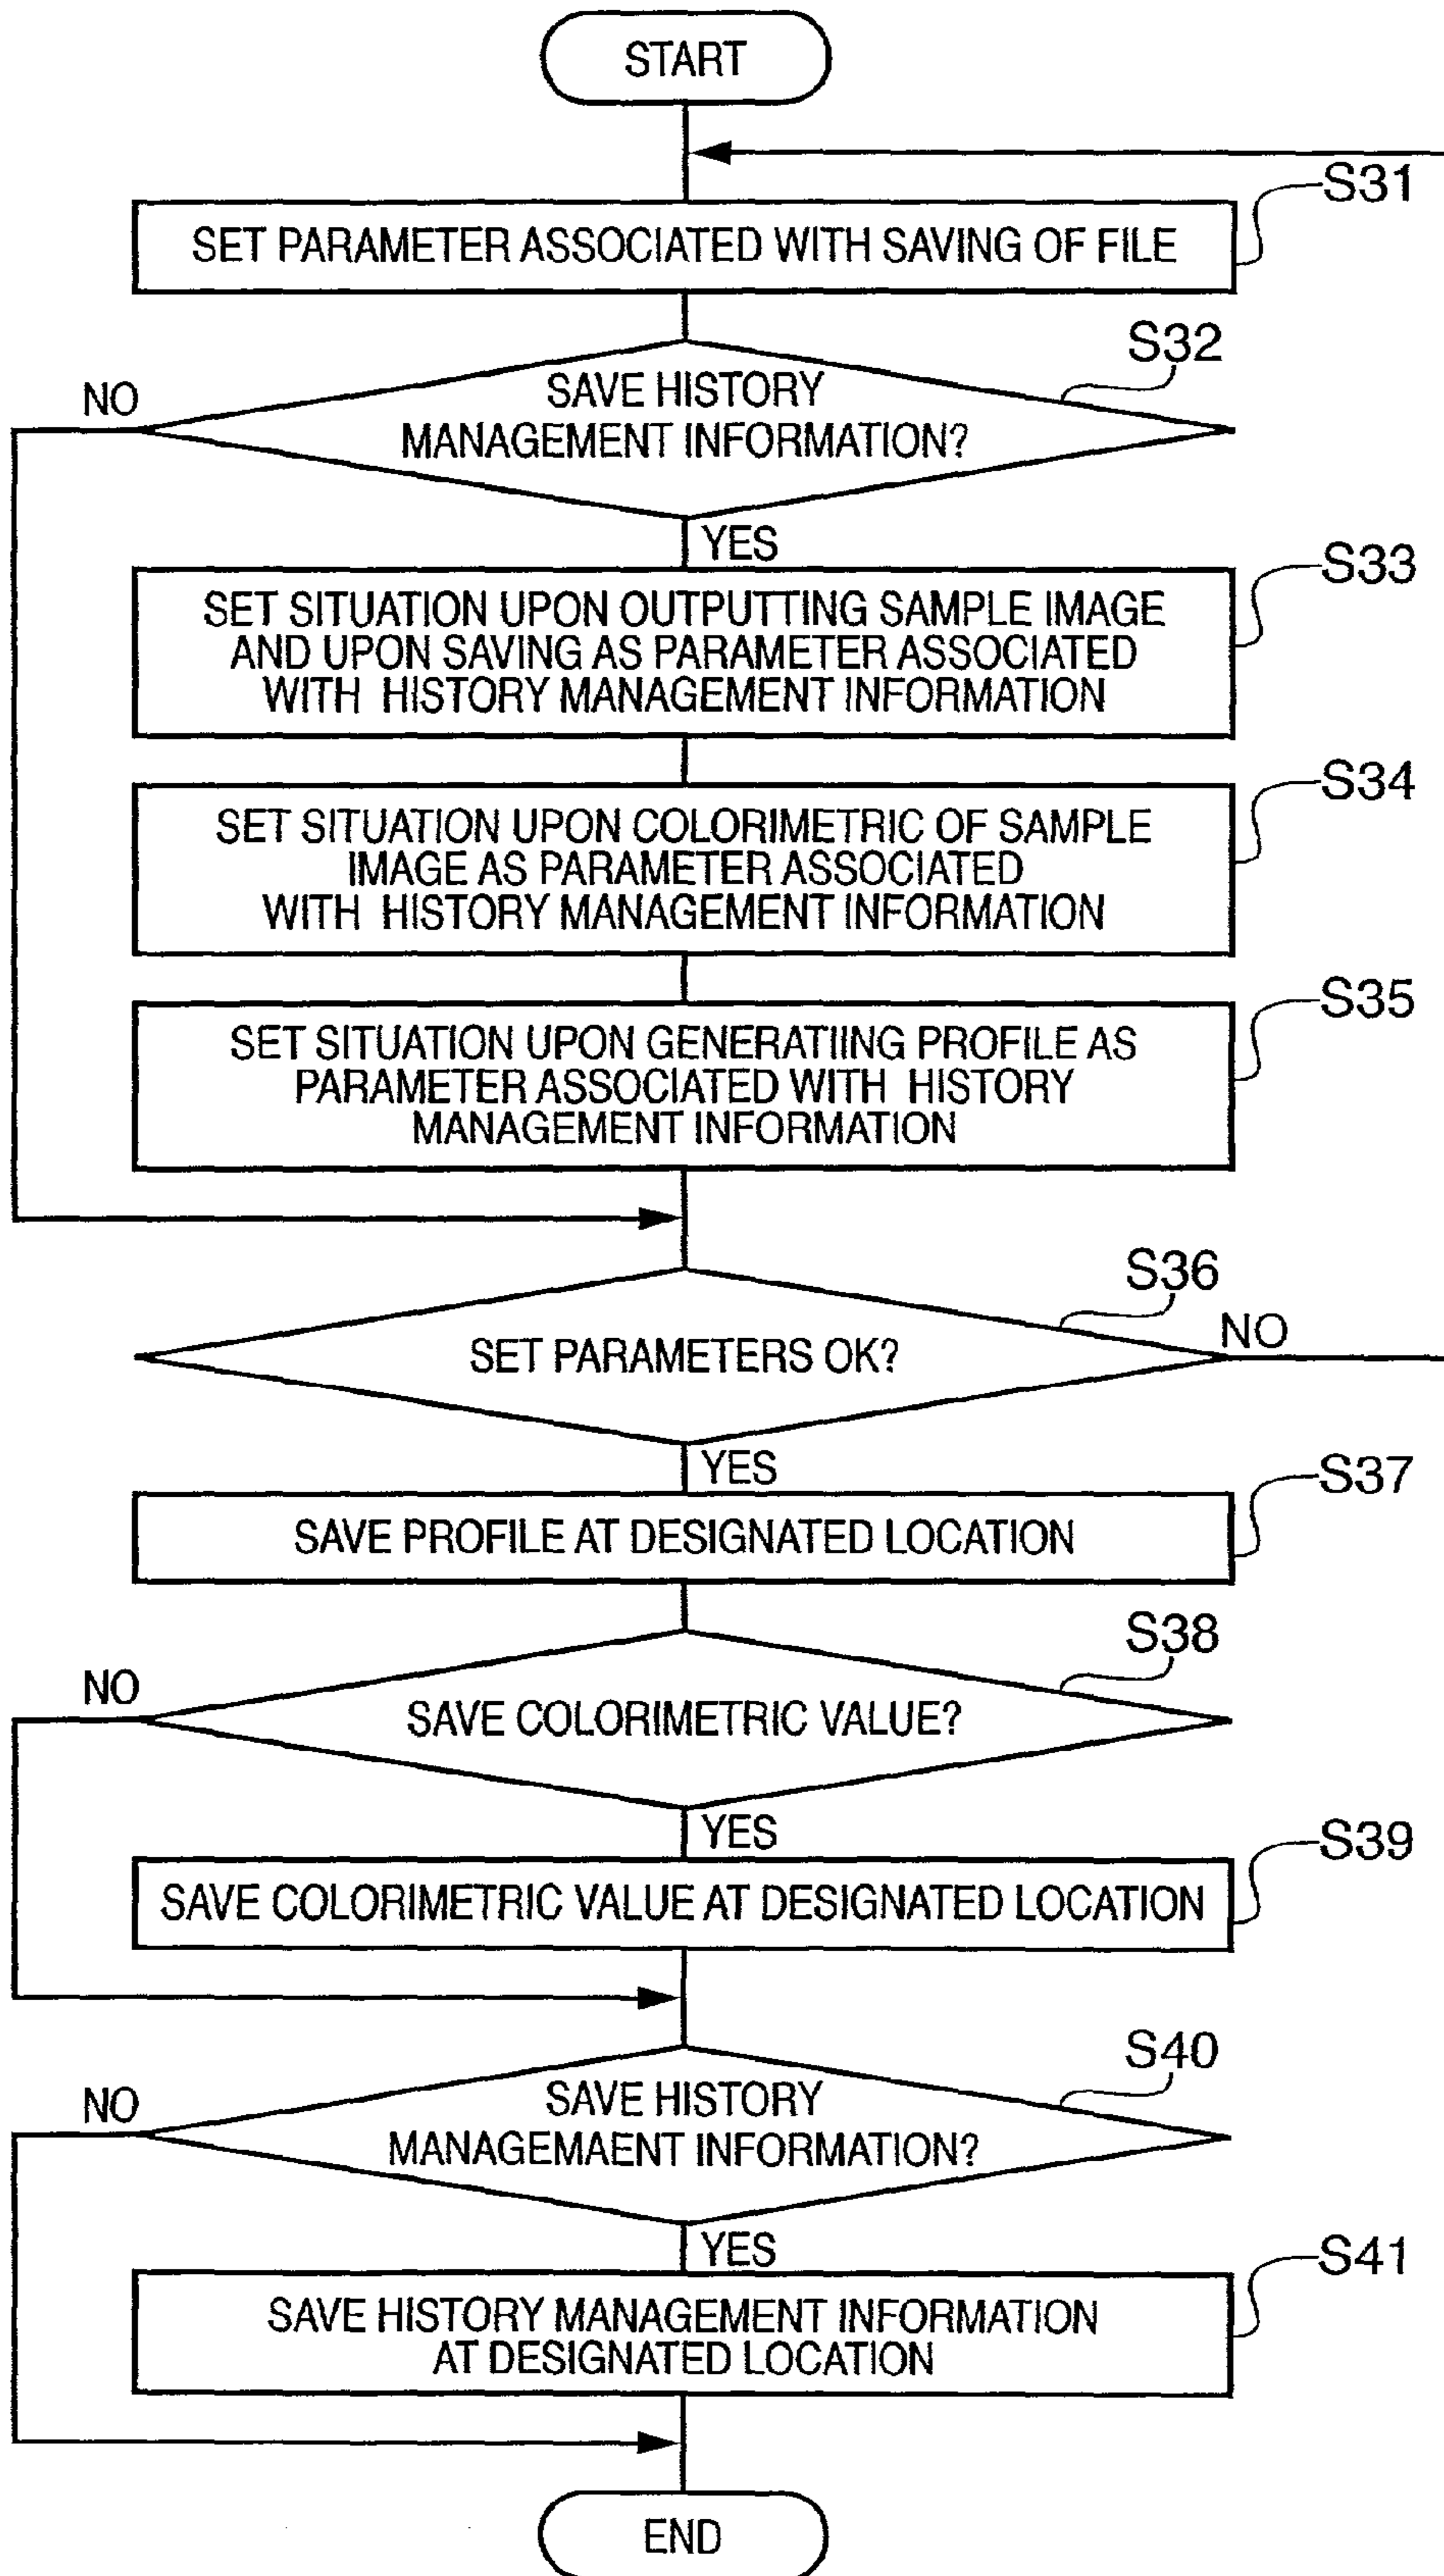 START
S31
SET PARAMETER ASSOCIATED WITH SAVING OF FILE
S32
SAVE HISTORY
MANAGEMENT INFORMATION?
NO
YES
S33
SET SITUATION UPON OUTPUTTING SAMPLE IMAGE
AND UPON SAVING AS PARAMETER ASSOCIATED
WITH HISTORY MANAGEMENT INFORMATION
S34
SET SITUATION UPON COLORIMETRIC OF SAMPLE
IMAGE AS PARAMETER ASSOCIATED
WITH HISTORY MANAGEMENT INFORMATION
S35
SET SITUATION UPON GENERATIING PROFILE AS
PARAMETER ASSOCIATED WITH HISTORY
MANAGEMENT INFORMATION
S36
SET PARAMETERS OK?
NO
YES
S37
SAVE PROFILE AT DESIGNATED LOCATION
S38
NO
SAVE COLORIMETRIC VALUE?
YES
S39
SAVE COLORIMETRIC VALUE AT DESIGNATED LOCATION
S40
NO
SAVE HISTORY
MANAGEMAENT INFORMATION?
YES
S41
SAVE HISTORY MANAGEMENT INFORMATION
AT DESIGNATED LOCATION
END